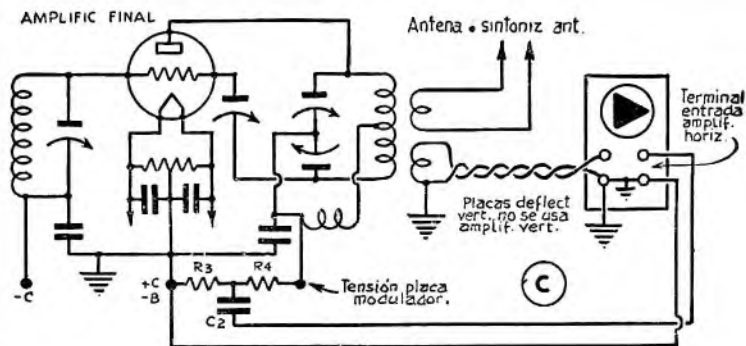 AMPLIFIC FINAL
Antena • sintoniz ant.
Terminal
entrada
amplif.
horiz.
Placas deflect
vert. no se usa
amplif. vert.
-C
+C
-B
R3
R4
C2
Tensión placa
modulador.
C